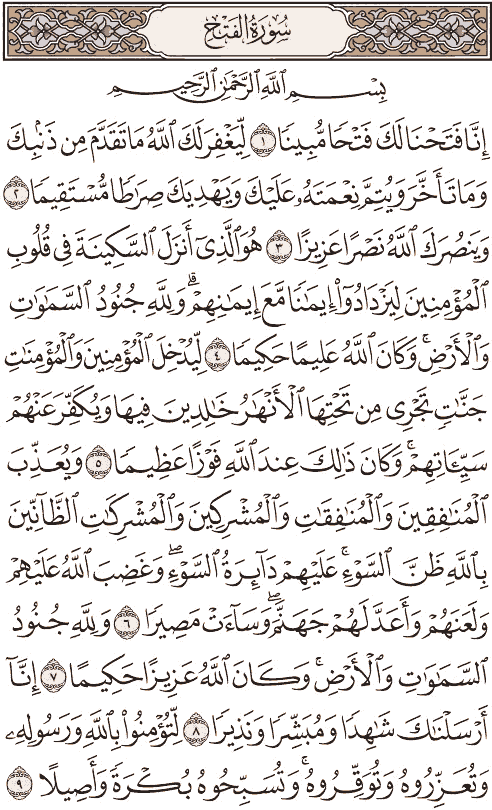 سُورَةُ الفَتْحِ
بِسْمِ ٱللَّهِ ٱلرَّحْمَٰنِ ٱلرَّحِيمِ
إِنَّا فَتَحْنَا لَكَ فَتْحًا مُّبِينًا ١ لِّيَغْفِرَ لَكَ ٱللَّهُ مَا تَقَدَّمَ مِن ذَنۢبِكَ
وَمَا تَأَخَّرَ وَيُتِمَّ نِعْمَتَهُۥ عَلَيْكَ وَيَهْدِيَكَ صِرَٰطًا مُّسْتَقِيمًا ٢
وَيَنصُرَكَ ٱللَّهُ نَصْرًا عَزِيزًا ٣ هُوَ ٱلَّذِىٓ أَنزَلَ ٱلسَّكِينَةَ فِى قُلُوبِ
ٱلْمُؤْمِنِينَ لِيَزْدَادُوٓا۟ إِيمَٰنًا مَّعَ إِيمَٰنِهِمْ ۗ وَلِلَّهِ جُنُودُ ٱلسَّمَٰوَٰتِ
وَٱلْأَرْضِ ۚ وَكَانَ ٱللَّهُ عَلِيمًا حَكِيمًا ٤ لِّيُدْخِلَ ٱلْمُؤْمِنِينَ وَٱلْمُؤْمِنَٰتِ
جَنَّٰتٍ تَجْرِى مِن تَحْتِهَا ٱلْأَنْهَٰرُ خَٰلِدِينَ فِيهَا وَيُكَفِّرَ عَنْهُمْ
سَيِّـَٔاتِهِمْ ۚ وَكَانَ ذَٰلِكَ عِندَ ٱللَّهِ فَوْزًا عَظِيمًا ٥ وَيُعَذِّبَ
ٱلْمُنَٰفِقِينَ وَٱلْمُنَٰفِقَٰتِ وَٱلْمُشْرِكِينَ وَٱلْمُشْرِكَٰتِ ٱلظَّآنِّينَ
بِٱللَّهِ ظَنَّ ٱلسَّوْءِ ۚ عَلَيْهِمْ دَآئِرَةُ ٱلسَّوْءِ ۖ وَغَضِبَ ٱللَّهُ عَلَيْهِمْ
وَلَعَنَهُمْ وَأَعَدَّ لَهُمْ جَهَنَّمَ ۖ وَسَآءَتْ مَصِيرًا ٦ وَلِلَّهِ جُنُودُ
ٱلسَّمَٰوَٰتِ وَٱلْأَرْضِ ۚ وَكَانَ ٱللَّهُ عَزِيزًا حَكِيمًا ٧ إِنَّآ
أَرْسَلْنَٰكَ شَٰهِدًا وَمُبَشِّرًا وَنَذِيرًا ٨ لِّتُؤْمِنُوا۟ بِٱللَّهِ وَرَسُولِهِۦ
وَتُعَزِّرُوهُ وَتُوَقِّرُوهُ ۚ وَتُسَبِّحُوهُ بُكْرَةً وَأَصِيلًا ٩